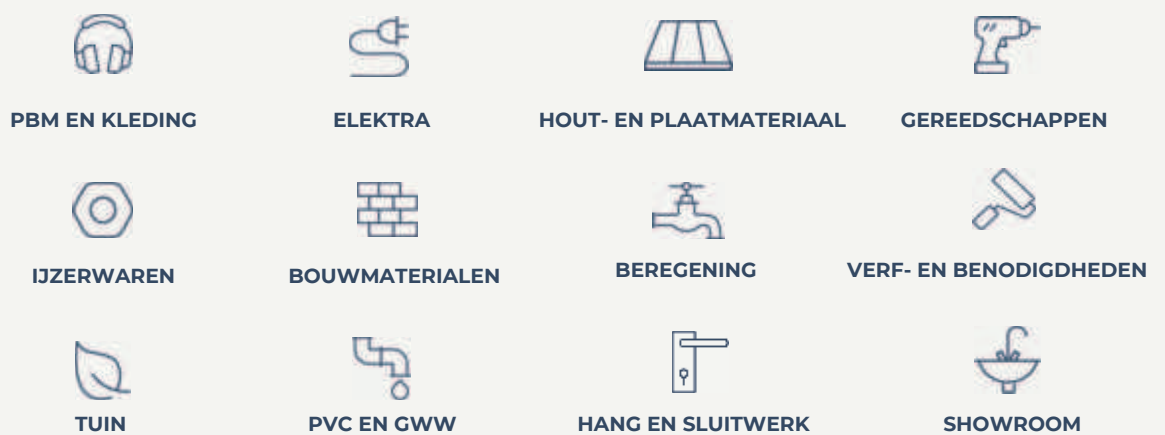 PBM EN KLEDING
ELEKTRA
HOUT- EN PLAATMATERIAAL
GEREEDSCHAPPEN
IJZERWAREN
BOUWMATERIALEN
BEREGENING
VERF- EN BENODIGDHEDEN
TUIN
PVC EN GWW
HANG EN SLUITWERK
SHOWROOM